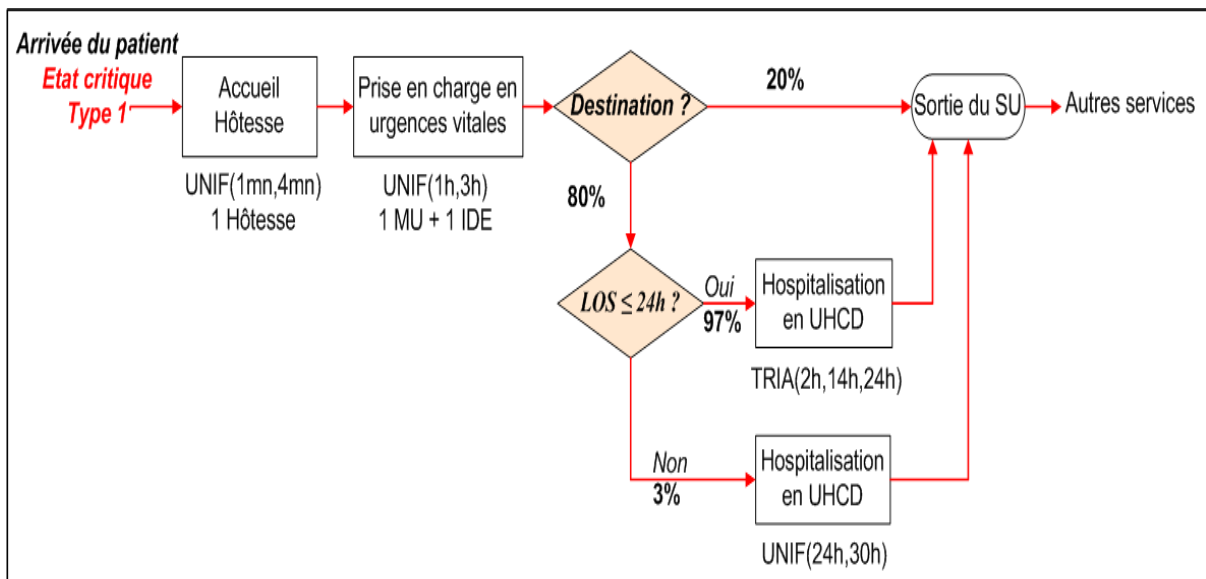 Arrivée du patient
Etat critique
Type 1
Accueil
Hôtesse
UNIF(1mn,4mn)
1 Hôtesse
Prise en charge en
urgences vitales
UNIF(1h,3h)
1 MU + 1 IDE
Destination ?
20%
Sortie du SU
Autres services
80%
LOS ≤ 24h ?
Oui
97%
Hospitalisation
en UHCD
TRIA(2h,14h,24h)
Non
3%
Hospitalisation
en UHCD
UNIF(24h,30h)